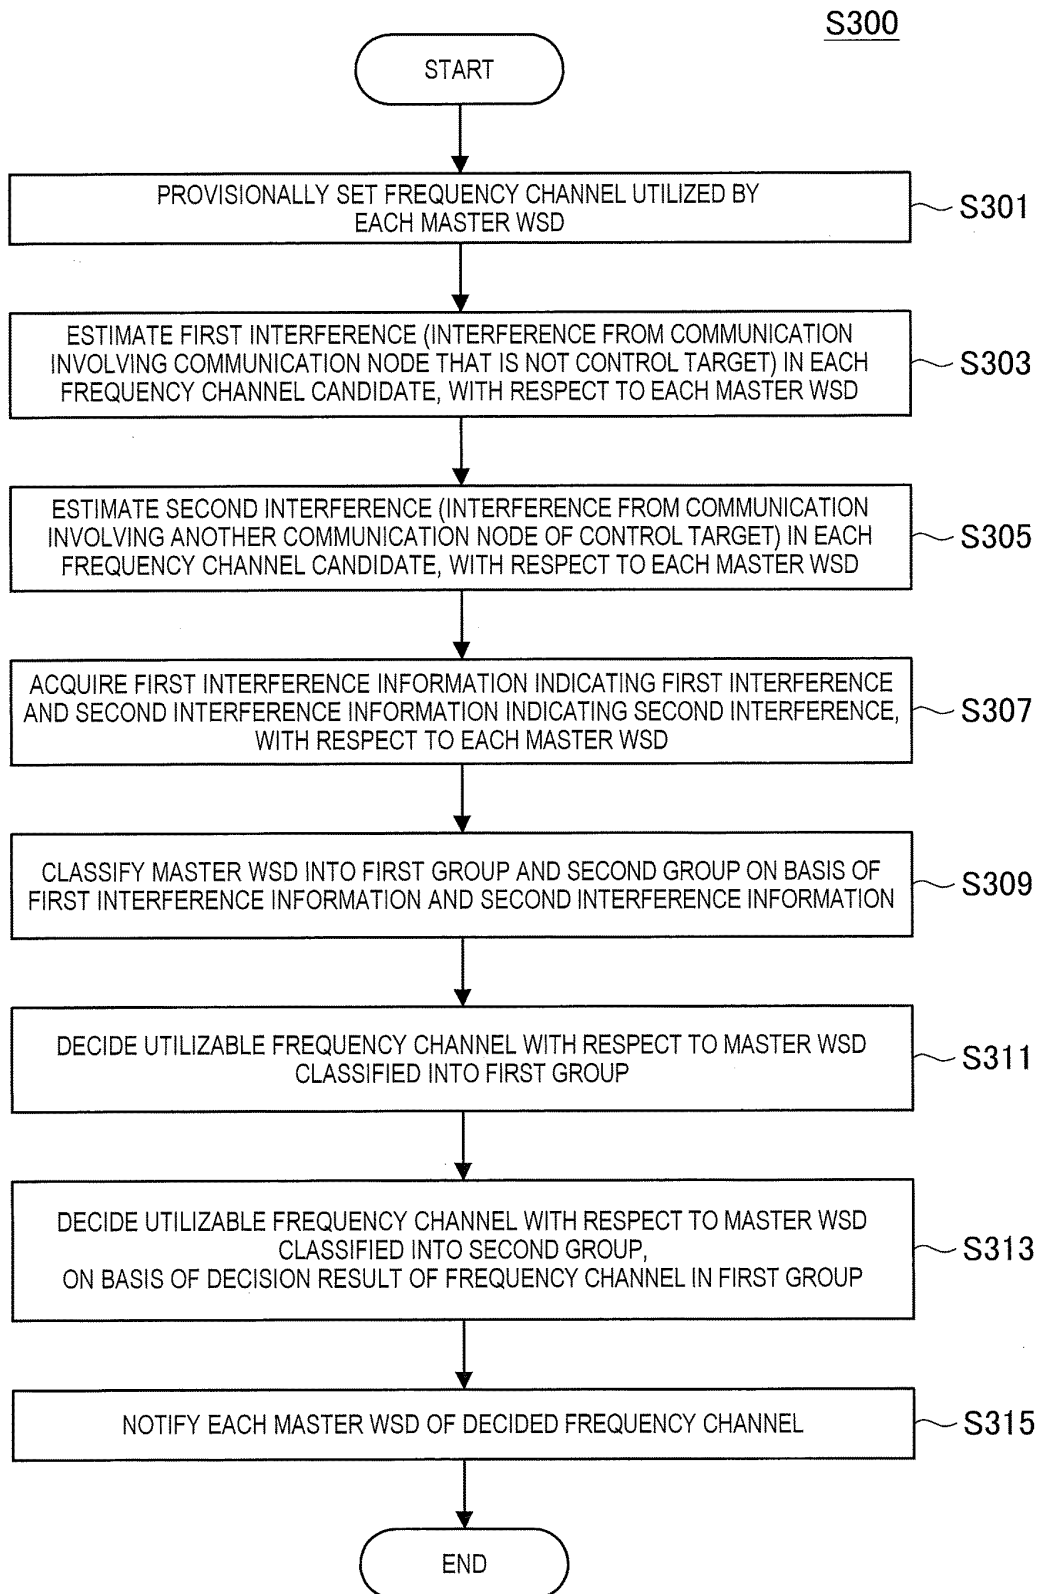 S300
START
PROVISIONALLY SET FREQUENCY CHANNEL UTILIZED BY
EACH MASTER WSD
S301
ESTIMATE FIRST INTERFERENCE (INTERFERENCE FROM COMMUNICATION
INVOLVING COMMUNICATION NODE THAT IS NOT CONTROL TARGET) IN EACH
FREQUENCY CHANNEL CANDIDATE, WITH RESPECT TO EACH MASTER WSD
S303
ESTIMATE SECOND INTERFERENCE (INTERFERENCE FROM COMMUNICATION
INVOLVING ANOTHER COMMUNICATION NODE OF CONTROL TARGET) IN EACH
FREQUENCY CHANNEL CANDIDATE, WITH RESPECT TO EACH MASTER WSD
S305
ACQUIRE FIRST INTERFERENCE INFORMATION INDICATING FIRST INTERFERENCE
AND SECOND INTERFERENCE INFORMATION INDICATING SECOND INTERFERENCE,
WITH RESPECT TO EACH MASTER WSD
S307
CLASSIFY MASTER WSD INTO FIRST GROUP AND SECOND GROUP ON BASIS OF
FIRST INTERFERENCE INFORMATION AND SECOND INTERFERENCE INFORMATION
S309
DECIDE UTILIZABLE FREQUENCY CHANNEL WITH RESPECT TO MASTER WSD
CLASSIFIED INTO FIRST GROUP
S311
DECIDE UTILIZABLE FREQUENCY CHANNEL WITH RESPECT TO MASTER WSD
CLASSIFIED INTO SECOND GROUP,
ON BASIS OF DECISION RESULT OF FREQUENCY CHANNEL IN FIRST GROUP
S313
NOTIFY EACH MASTER WSD OF DECIDED FREQUENCY CHANNEL
S315
END